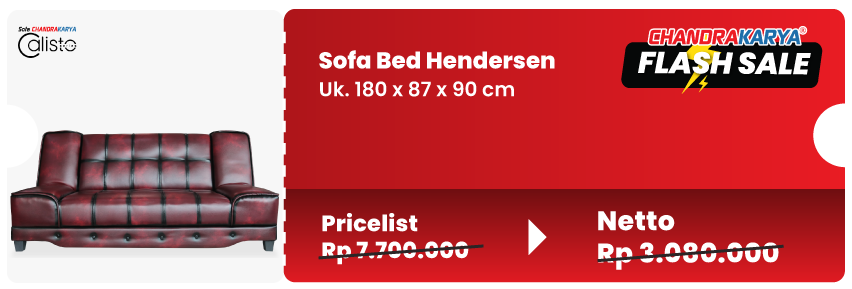 Sofa CHANDRAKARYA
Calisto
Sofa Bed Hendersen
Uk. 180 x 87 x 90 cm
CHANDRAKARYA®
FLASH SALE
Pricelist
Rp 7.700.000
Netto
Rp 3.080.000